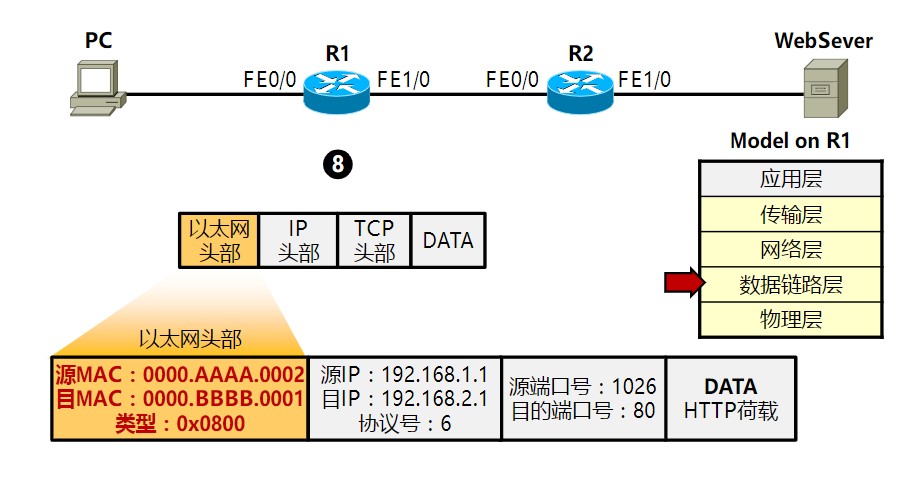 PC
R1
R2
WebSever
FE0/0
FE1/0
FE0/0
FE1/0
Model on R1
8
应用层
传输层
网络层
数据链路层
物理层
以太网
头部
IP
头部
TCP
头部
DATA
以太网头部
源MAC：0000.AAAA.0002
目MAC：0000.BBBB.0001
类型：0x0800
源IP：192.168.1.1
目IP：192.168.2.1
协议号：6
源端口号：1026
目的端口号：80
DATA
HTTP荷载